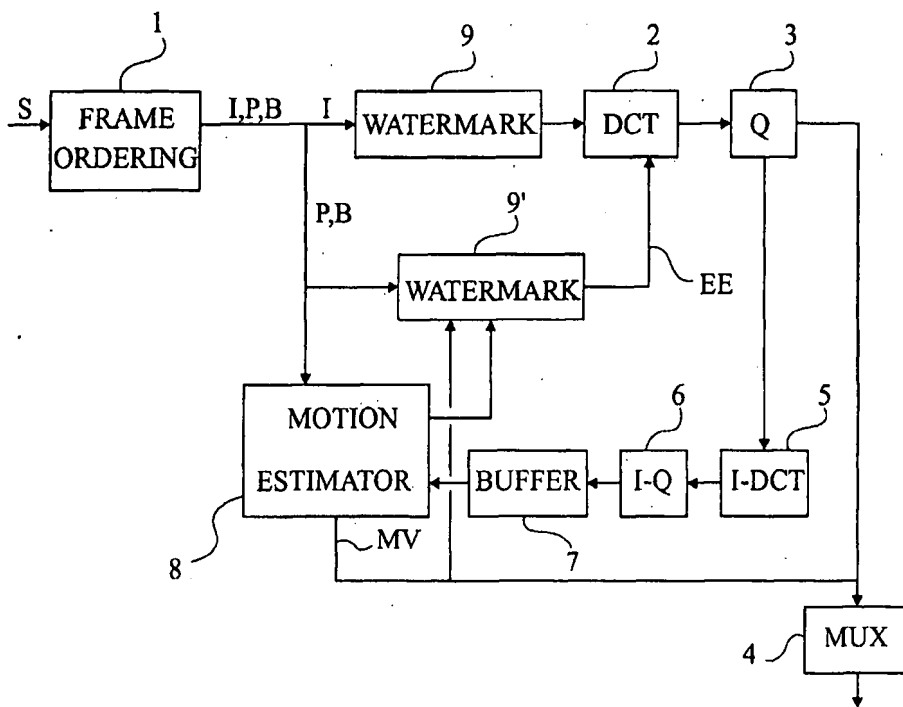 1
9
2
3
S
FRAME
ORDERING
I,P,B
I
WATERMARK
DCT
Q
P,B
9'
WATERMARK
EE
MOTION
ESTIMATOR
6
5
BUFFER
I-Q
I-DCT
8
MV
7
4
MUX